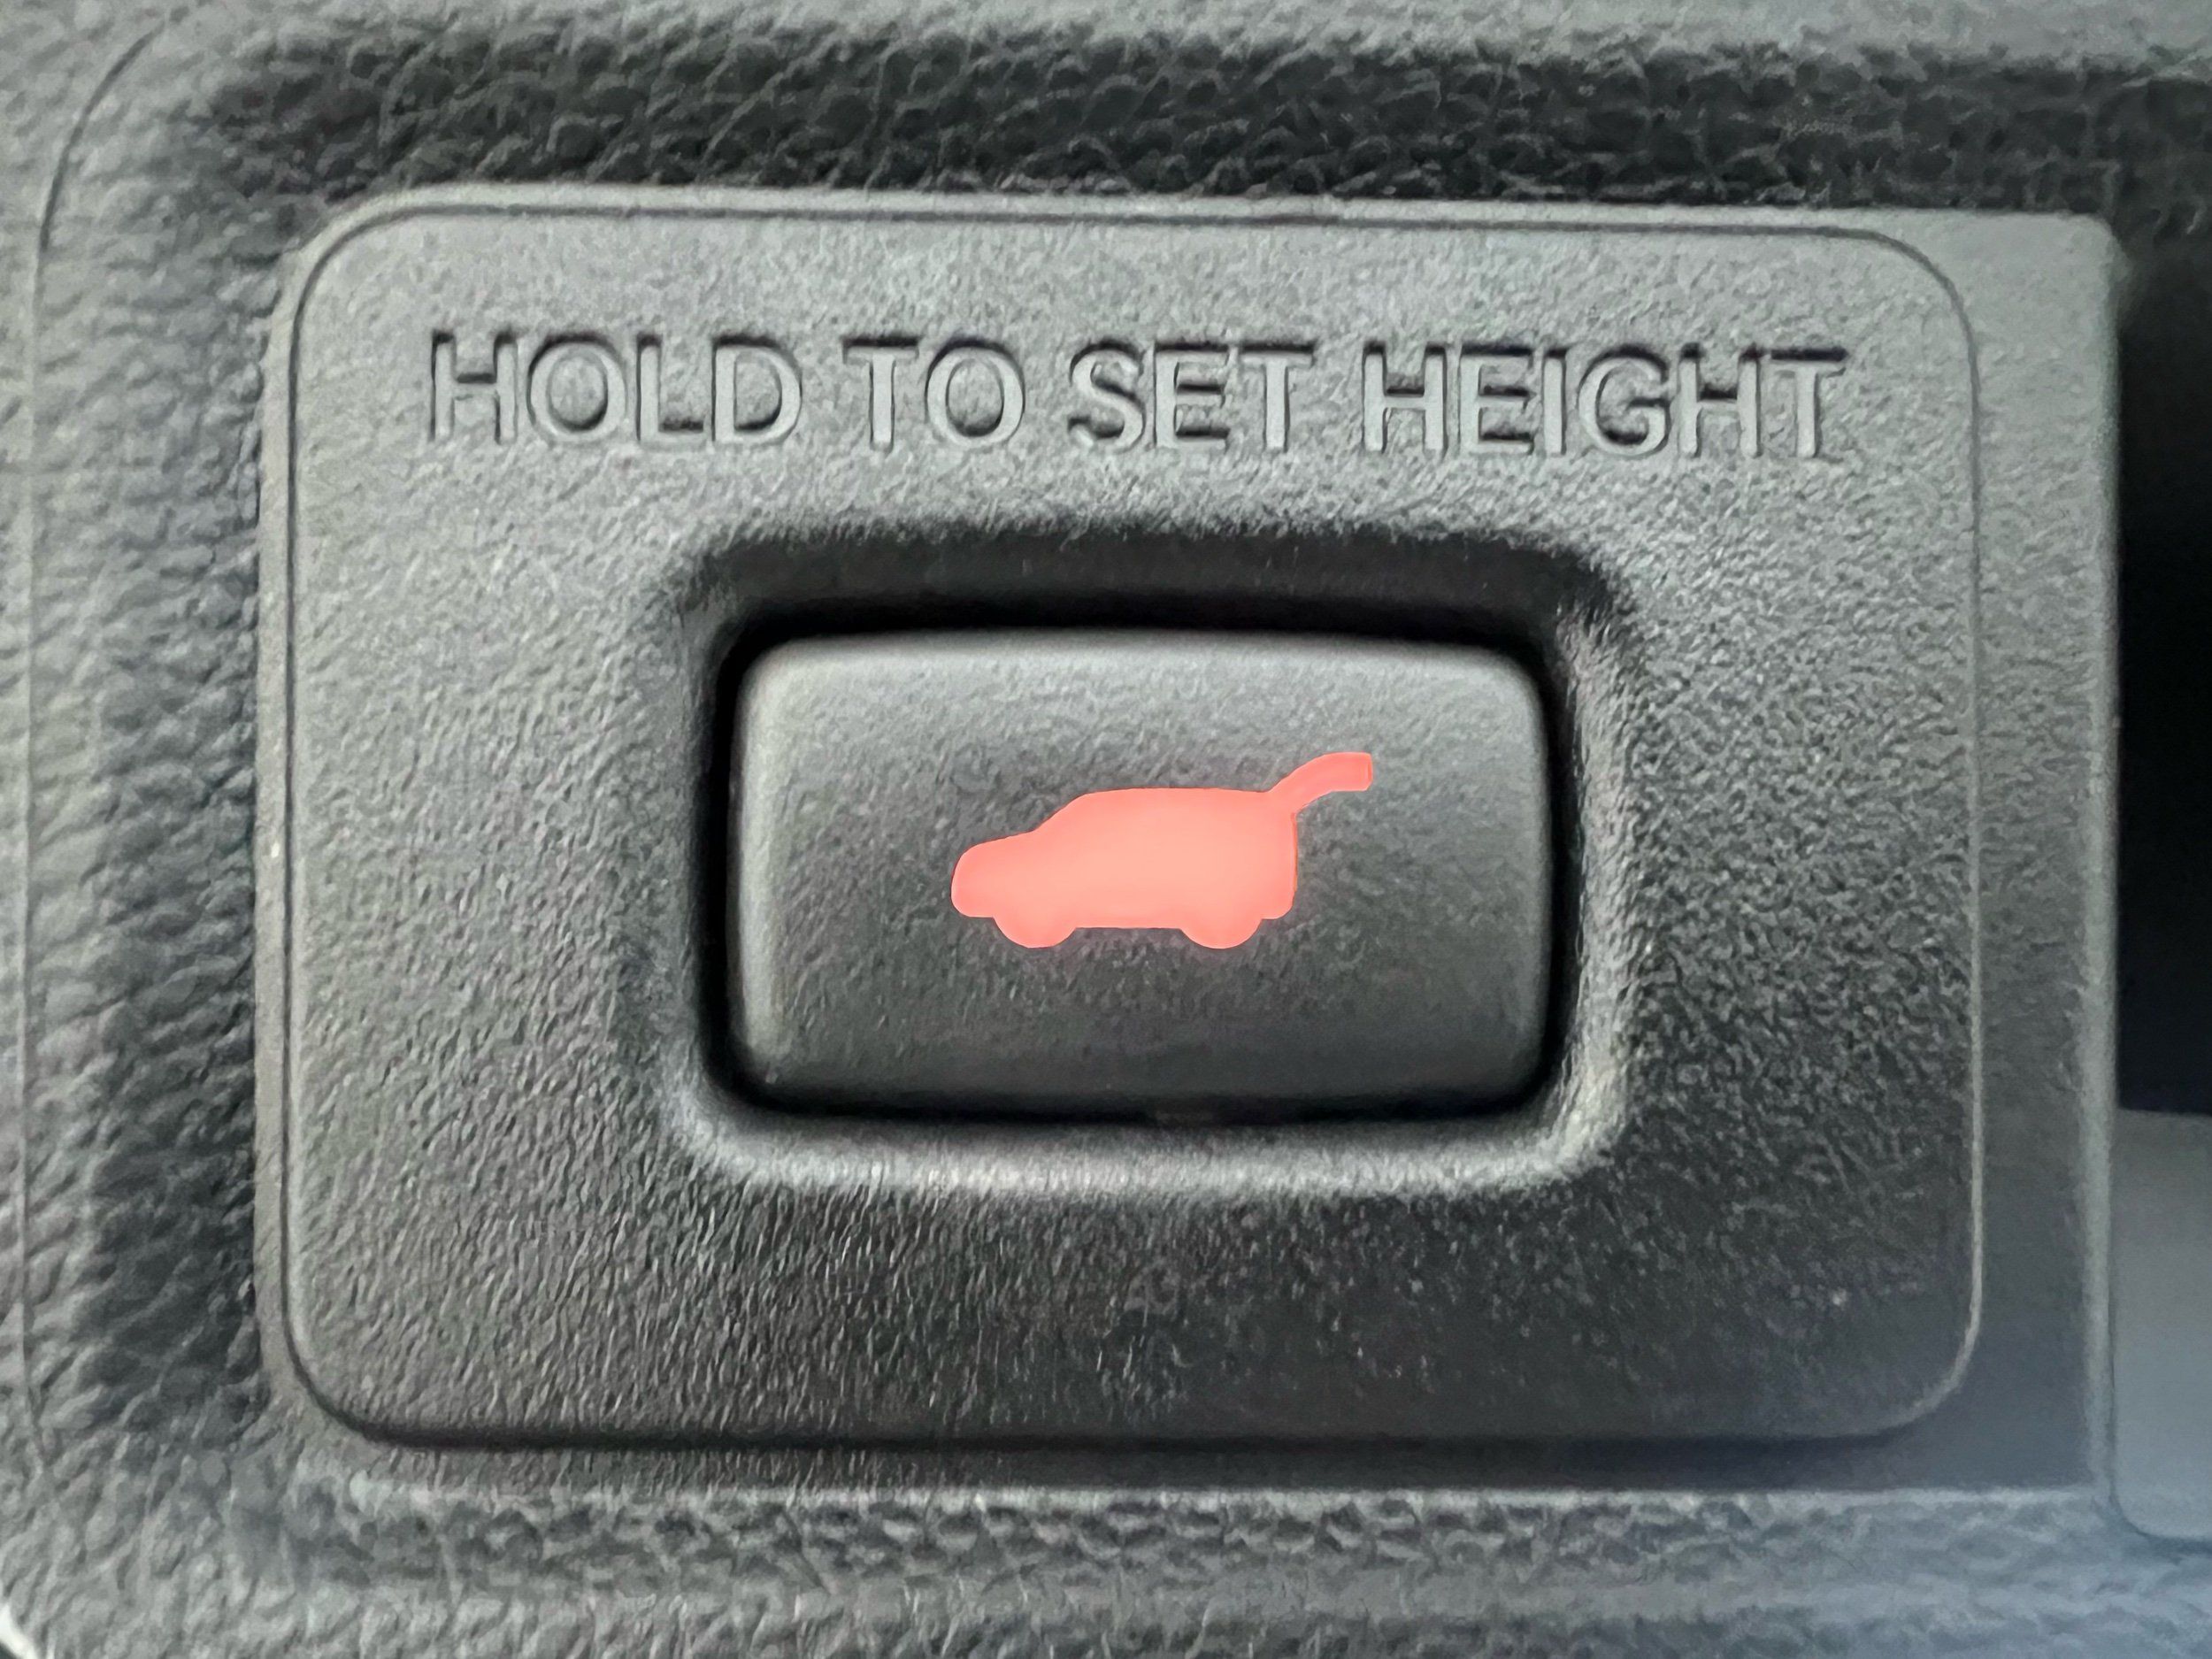 HOLD TO SET HEIGHT